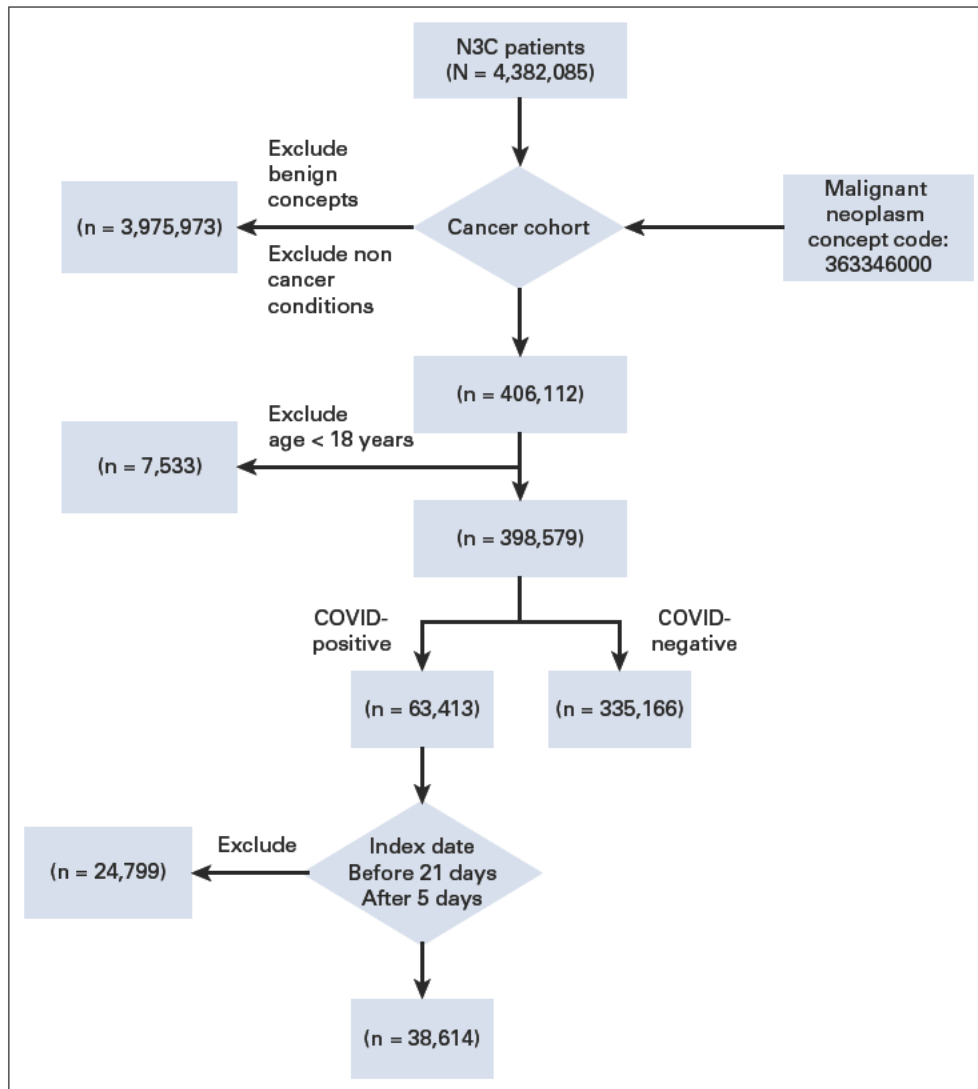 N3C patients
(N = 4,382,085)
Exclude
benign
concepts
(n = 3,975,973)
Exclude non
cancer
conditions
Cancer cohort
Malignant
neoplasm
concept code:
363346000
(n = 406,112)
Exclude
age < 18 years
(n = 7,533)
(n = 398,579)
COVID-
positive
COVID-
negative
(n = 63,413)
(n = 335,166)
Exclude
(n = 24,799)
Index date
Before 21 days
After 5 days
(n = 38,614)